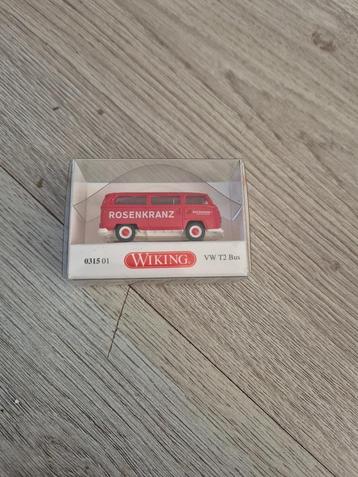 ROSENKRANZ
0315 01 WIKING VW T2 Bus